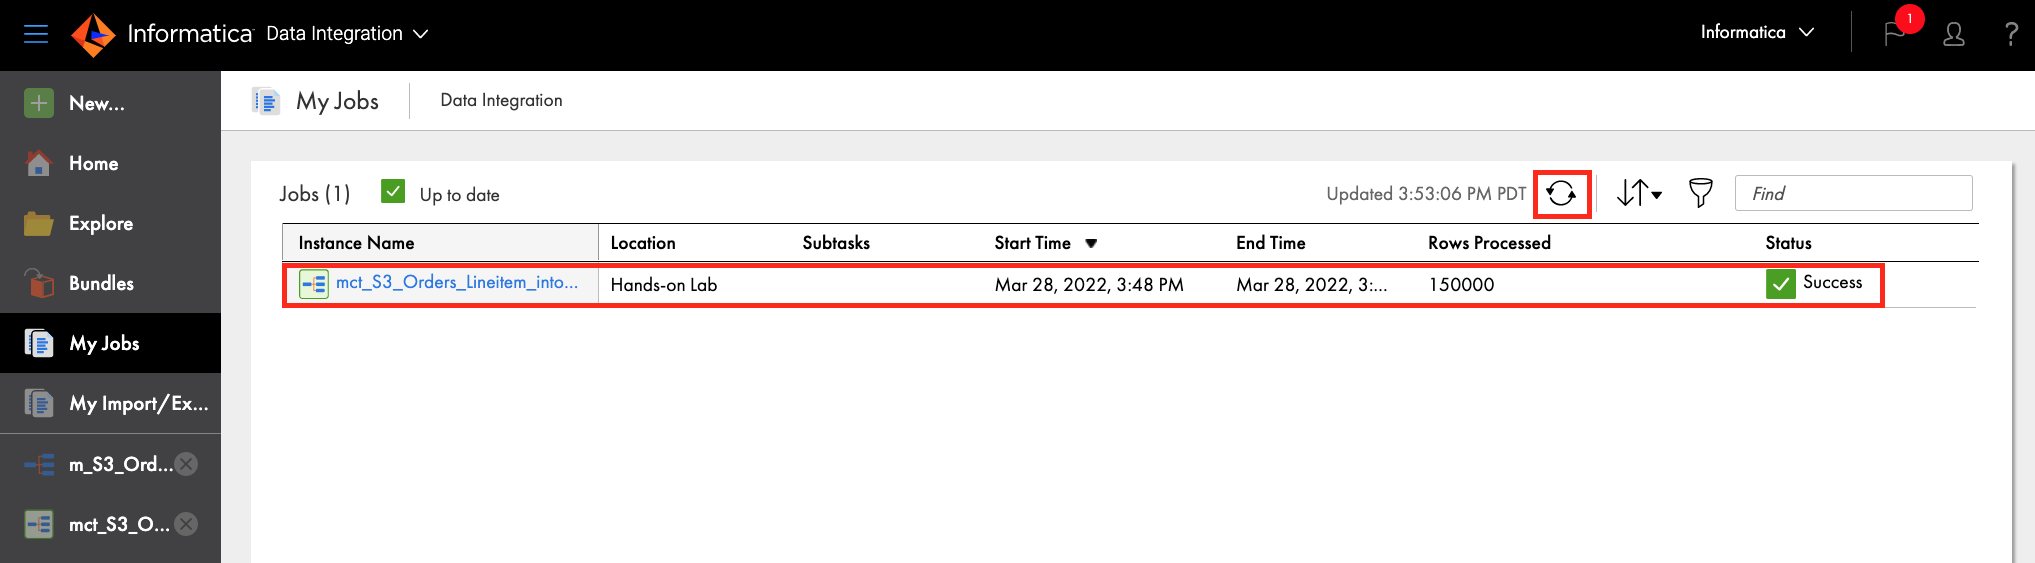 Informatica Data Integration
Informatica
1
?
New...
Home
Explore
Bundles
My Jobs
My Import/Ex...
m_S3_Ord...
mct_S3_O...
My Jobs
Data Integration
Jobs (1)
Up to date
Updated 3:53:06 PM PDT
Find
Instance Name Location Subtasks Start Time End Time Rows Processed Status
mct_S3_Orders_Lineitem_into... Hands-on Lab Mar 28, 2022, 3:48 PM Mar 28, 2022, 3:... 150000 Success